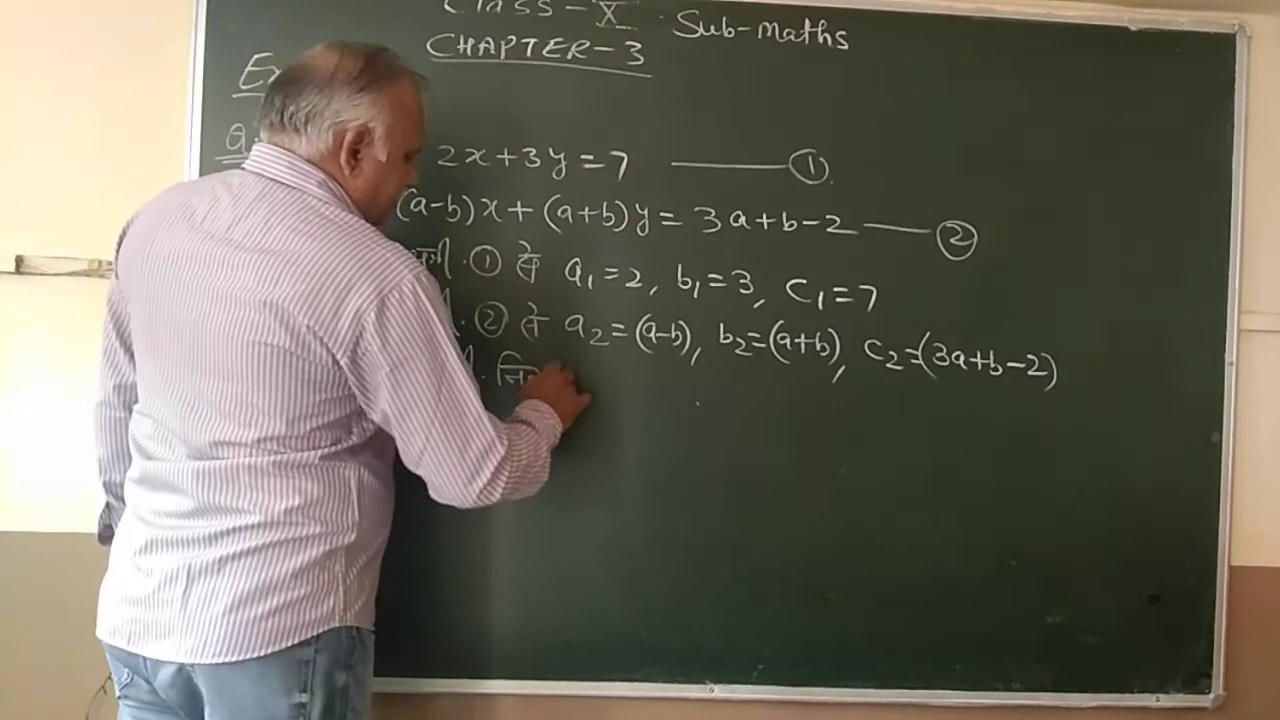 Class-X Sub-Maths
CHAPTER-3
Q.
2x+3y=7 ——— ①
(a-b)x+(a+b)y=3a+b-2 —— ②
① से a₁=2, b₁=3, c₁=7
② से a₂=(a-b), b₂=(a+b), c₂=(3a+b-2)